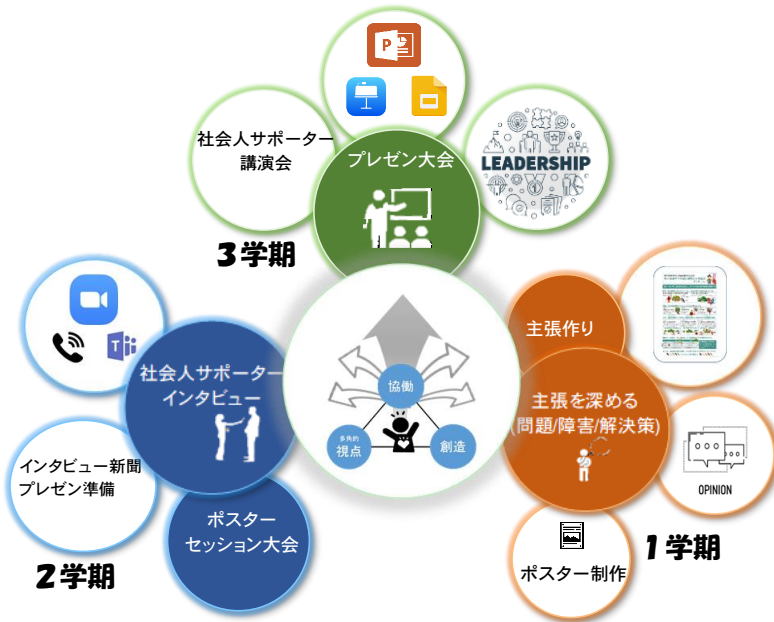 P
社会人サポーター
講演会
プレゼン大会
LEADERSHIP
3学期
主張作り
社会人サポーター
インタビュー
協働
多角的
視点
創造
主張を深める
(問題/障害/解決策)
インタビュー新聞
プレゼン準備
OPINION
ポスター
セッション大会
ポスター制作
1学期
2学期